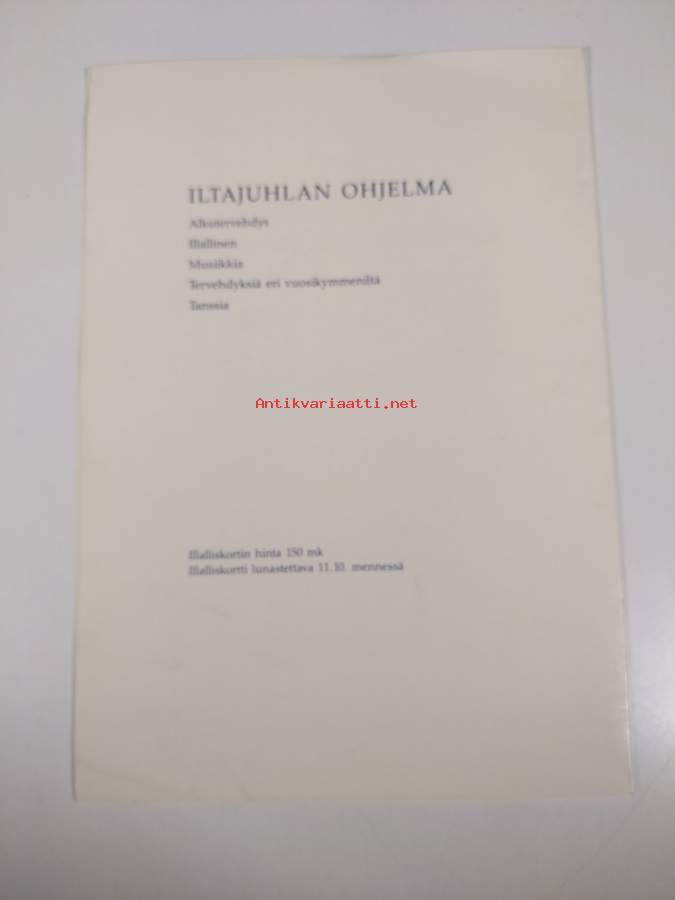 ILTAJUHLAN OHJELMA
Alkutervehdys
Illallinen
Musiikkia
Tervehdyksiä eri vuosikymmeniltä
Tanssia
Antikvariaatti.net
Illalliskortin hinta 150 mk
Illalliskortti lunastettava 11.10. mennessä